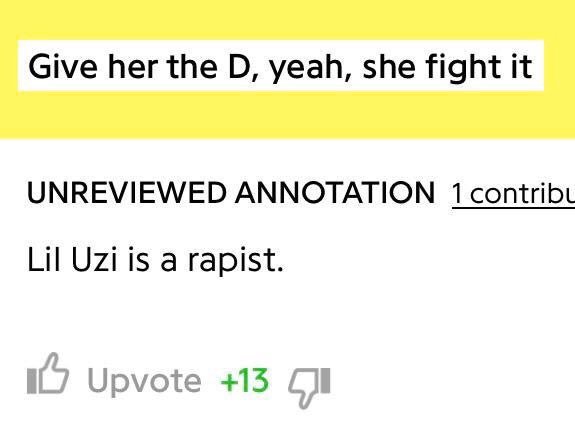 Give her the D, yeah, she fight it
UNREVIEWED ANNOTATION 1 contribu
Lil Uzi is a rapist.
Upvote +13